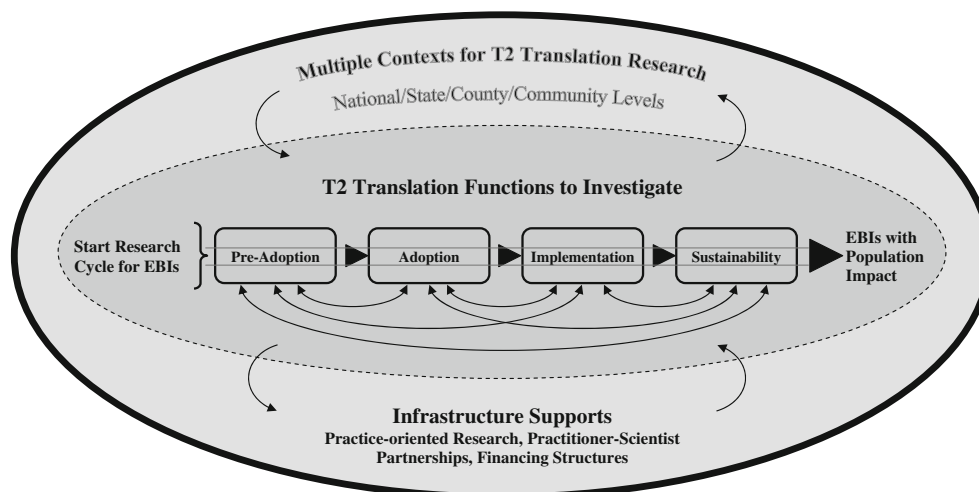 Multiple Contexts for T2 Translation Research
National/State/County/Community Levels
T2 Translation Functions to Investigate
Start Research
Cycle for EBIs
Pre-Adoption
Adoption
Implementation
Sustainability
EBIs with
Population
Impact
Infrastructure Supports
Practice-oriented Research, Practitioner-Scientist
Partnerships, Financing Structures